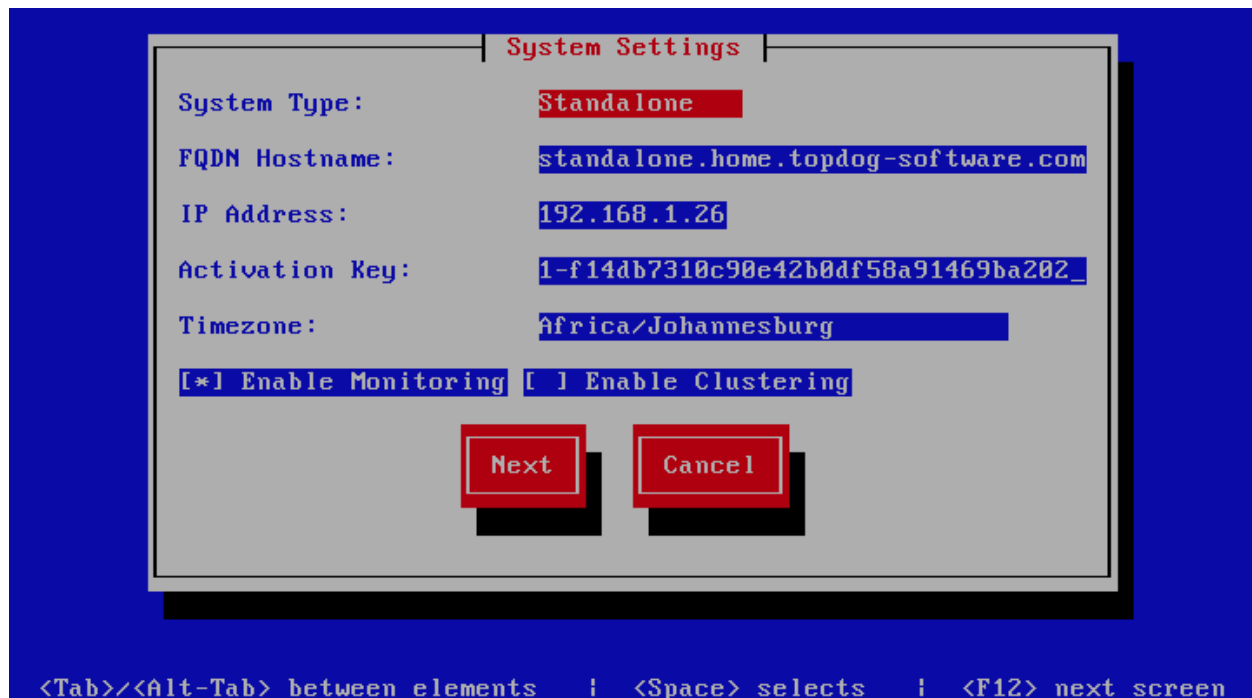 System Settings
System Type: Standalone
FQDN Hostname: standalone.home.topdog-software.com
IP Address: 192.168.1.26
Activation Key: 1-f14db7310c90e42b0df58a91469ba202_
Timezone: Africa/Johannesburg
[*] Enable Monitoring [ ] Enable Clustering
Next Cancel
<Tab>/<Alt-Tab> between elements | <Space> selects | <F12> next screen